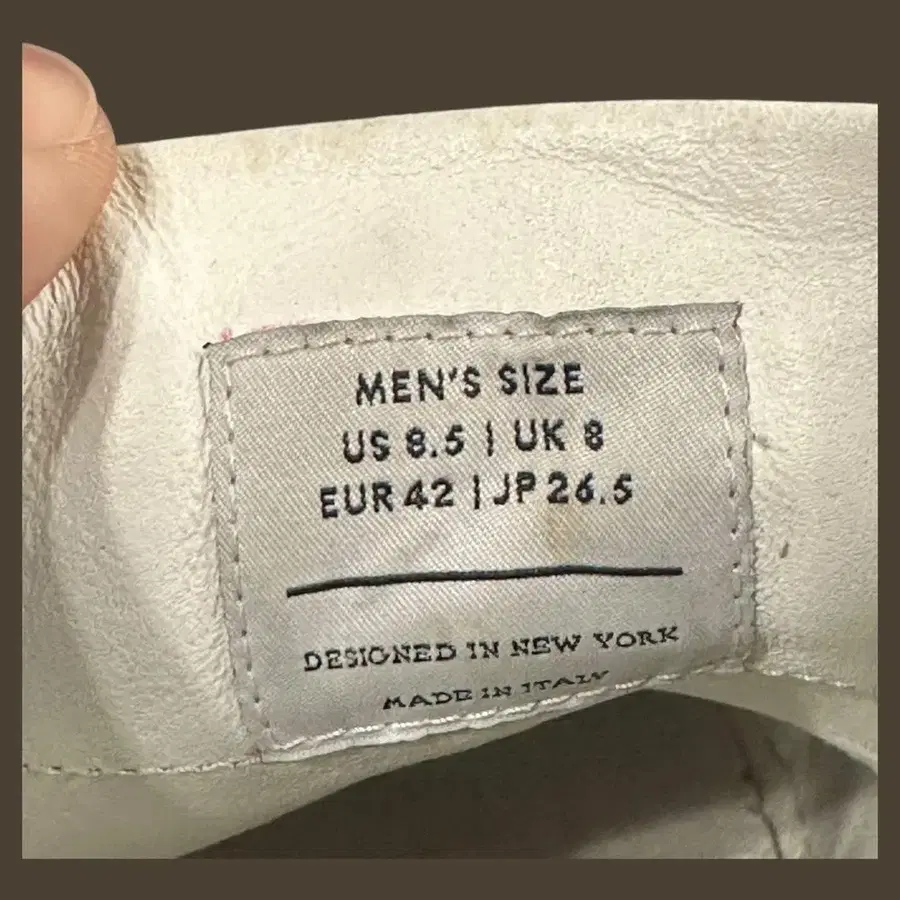 MEN'S SIZE
US 8.5 | UK 8
EUR 42 | JP 26.5
DESIGNED IN NEW YORK
MADE IN ITALY